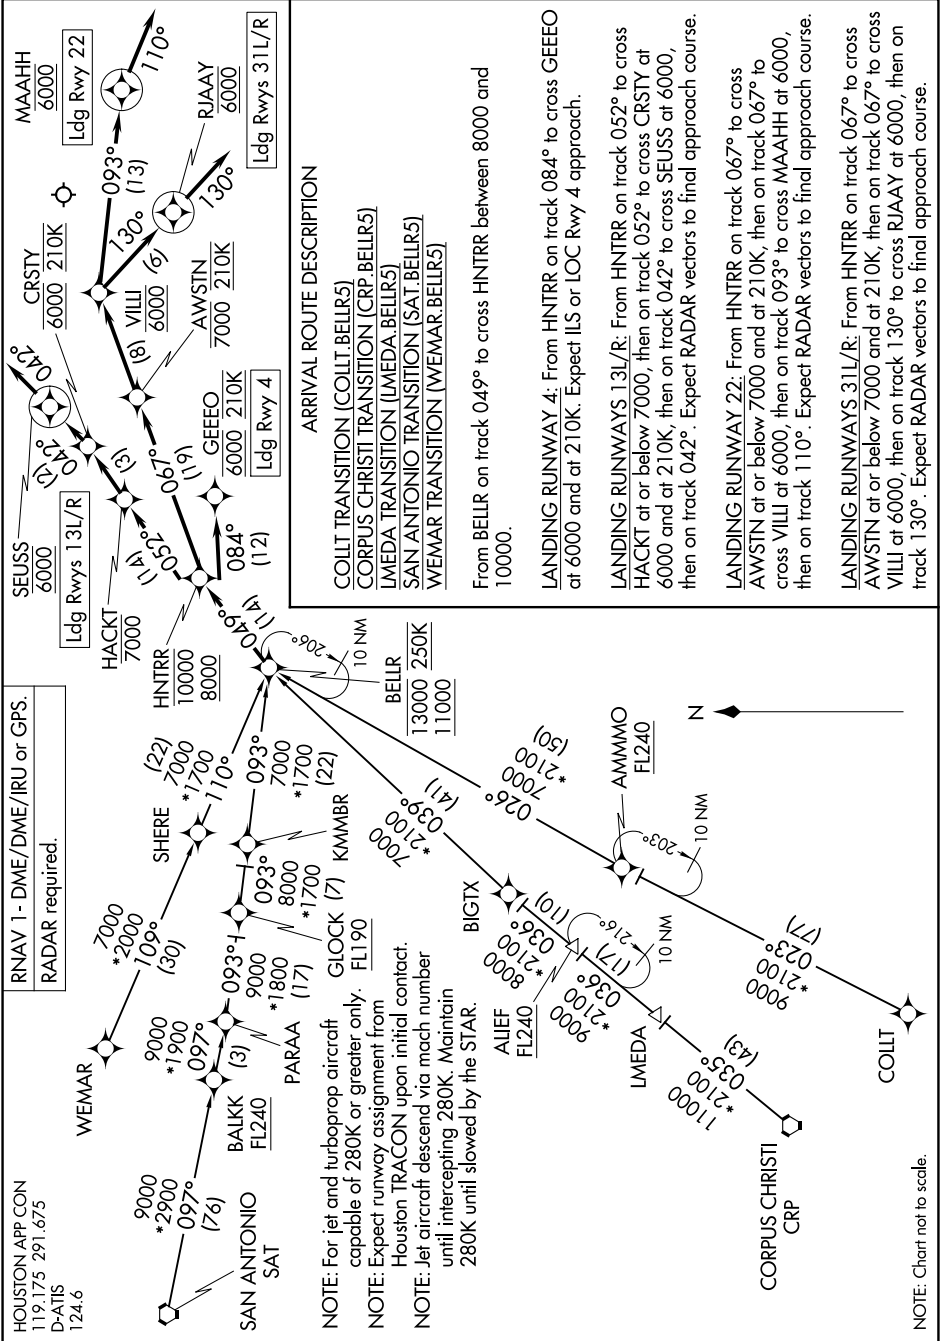 HOUSTON APP CON
119.175 291.675
D-ATIS
124.6
RNAV 1 - DME/DME/IRU or GPS.
RADAR required.
WEMAR
7000
*2000
109°
(30)
SHERE
(22)
7000
*1700
110°
SAN ANTONIO
SAT
9000
*2900
097°
(76)
BALKK
FL240
9000
*1900
097°
(3)
PARAA
093°
9000
*1800
(17)
GLOCK
FL190
093°
8000
*1700
(7)
KMMBR
093°
7000
*1700
(22)
NOTE: For jet and turboprop aircraft
capable of 280K or greater only.
NOTE: Expect runway assignment from
Houston TRACON upon initial contact.
NOTE: Jet aircraft descend via mach number
until intercepting 280K. Maintain
280K until slowed by the STAR.
CORPUS CHRISTI
CRP
11000
*2100
035°
(43)
LMEDA
9000
*2100
036°
(17)
ALIEF
FL240
216°
10 NM
8000
*2100
036°
(10)
BIGTX
7000
*2100
039°
(41)
COLLT
9000
*2100
023°
(77)
AMMMO
FL240
203°
10 NM
026°
7000
*2100
(50)
BELLR
13000 250K
11000
206°
10 NM
N
049°
(14)
HNTRR
10000
8000
HACKT
7000
052°
(14)
(3)
CRSTY
6000 210K
042°
(2)
SEUSS
6000
Ldg Rwys 13L/R
042°
084°
(12)
GEEEO
6000 210K
Ldg Rwy 4
067°
(19)
AWSTN
7000 210K
(8)
VILLI
6000
093°
(13)
MAAHH
6000
Ldg Rwy 22
110°
130°
(6)
RJAAY
6000
Ldg Rwys 31L/R
130°
ARRIVAL ROUTE DESCRIPTION
COLLT TRANSITION (COLLT.BELLR5)
CORPUS CHRISTI TRANSITION (CRP.BELLR5)
LMEDA TRANSITION (LMEDA.BELLR5)
SAN ANTONIO TRANSITION (SAT.BELLR5)
WEMAR TRANSITION (WEMAR.BELLR5)
From BELLR on track 049° to cross HNTRR between 8000 and
10000.
LANDING RUNWAY 4: From HNTRR on track 084° to cross GEEEO
at 6000 and at 210K. Expect ILS or LOC Rwy 4 approach.
LANDING RUNWAYS 13L/R: From HNTRR on track 052° to cross
HACKT at or below 7000, then on track 052° to cross CRSTY at
6000 and at 210K, then on track 042° to cross SEUSS at 6000,
then on track 042°. Expect RADAR vectors to final approach course.
LANDING RUNWAY 22: From HNTRR on track 067° to cross
AWSTN at or below 7000 and at 210K, then on track 067° to
cross VILLI at 6000, then on track 093° to cross MAAHH at 6000,
then on track 110°. Expect RADAR vectors to final approach course.
LANDING RUNWAYS 31L/R: From HNTRR on track 067° to cross
AWSTN at or below 7000 and at 210K, then on track 067° to cross
VILLI at 6000, then on track 130° to cross RJAAY at 6000, then on
track 130°. Expect RADAR vectors to final approach course.
NOTE: Chart not to scale.